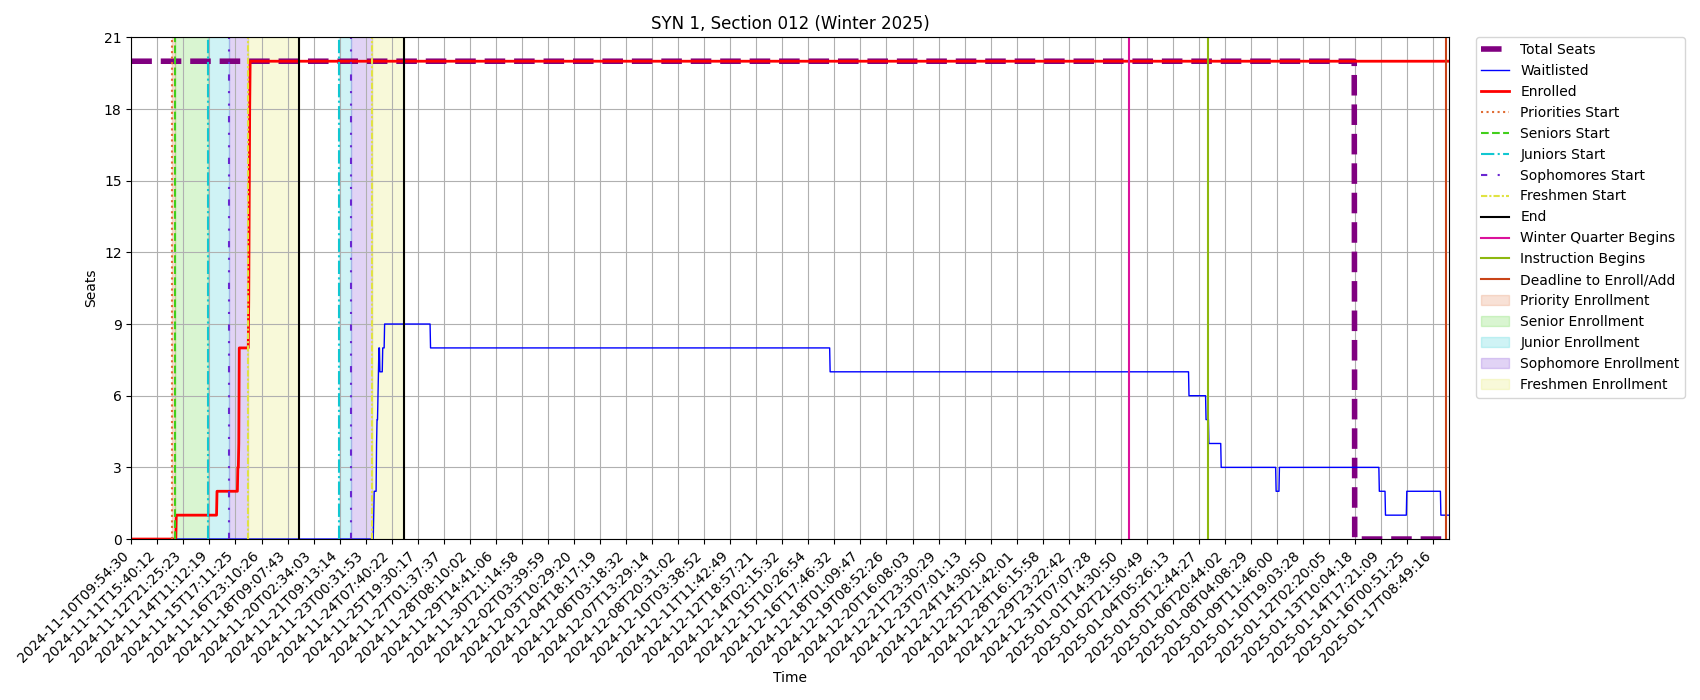 SYN 1, Section 012 (Winter 2025)
Seats
21
18
15
12
9
6
3
0
2024-11-10T09:54:30
2024-11-11T15:40:12
2024-11-12T21:25:23
2024-11-14T11:12:19
2024-11-15T17:11:25
2024-11-16T23:10:26
2024-11-18T09:07:43
2024-11-20T02:34:03
2024-11-21T09:13:14
2024-11-23T00:31:53
2024-11-24T07:40:22
2024-11-25T19:30:17
2024-11-27T01:37:37
2024-11-28T08:10:02
2024-11-29T14:41:06
2024-11-30T21:14:58
2024-12-02T03:39:59
2024-12-03T10:29:20
2024-12-04T18:17:19
2024-12-06T03:18:32
2024-12-07T13:29:14
2024-12-08T20:31:02
2024-12-10T03:38:52
2024-12-11T11:42:49
2024-12-12T18:57:21
2024-12-14T02:15:32
2024-12-15T10:26:54
2024-12-16T17:46:32
2024-12-18T01:09:47
2024-12-19T08:52:26
2024-12-20T16:08:03
2024-12-21T23:30:29
2024-12-23T07:01:13
2024-12-24T14:30:50
2024-12-25T21:42:01
2024-12-28T16:15:58
2024-12-29T23:22:42
2024-12-31T07:07:28
2025-01-01T14:30:50
2025-01-02T21:50:49
2025-01-04T05:26:13
2025-01-05T12:44:27
2025-01-06T20:44:02
2025-01-08T04:08:29
2025-01-09T11:46:00
2025-01-10T19:03:28
2025-01-12T02:20:05
2025-01-13T10:04:18
2025-01-14T17:21:09
2025-01-16T00:51:25
2025-01-17T08:49:16
Time
Total Seats
Waitlisted
Enrolled
Priorities Start
Seniors Start
Juniors Start
Sophomores Start
Freshmen Start
End
Winter Quarter Begins
Instruction Begins
Deadline to Enroll/Add
Priority Enrollment
Senior Enrollment
Junior Enrollment
Sophomore Enrollment
Freshmen Enrollment